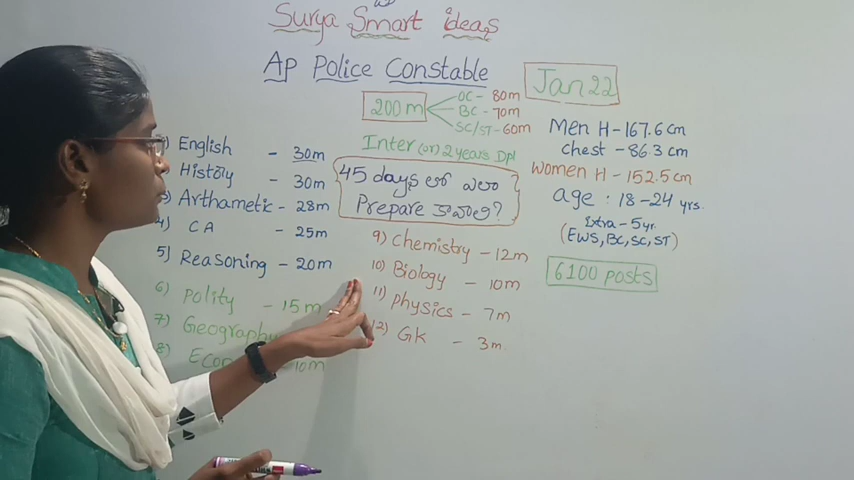 Surya Smart ideas
Ap Police Constable
Jan 22
200m
OC - 80m
BC - 70m
SC/ST - 60m
Inter (or) 2 years Dpl
45 days లో ఎలా
Prepare కావాలి?
) English - 30m
History - 30m
3) Arthametic - 28m
4) CA - 25m
5) Reasoning - 20m
6) Polity - 15m
7) Geography
8) Eco - 10m
9) Chemistry - 12m
10) Biology - 10m
11) Physics - 7m
12) GK - 3m.
Men H - 167.6 cm
chest - 86.3 cm
Women H - 152.5 cm
age : 18 - 24 yrs.
Extra - 5 yr.
(EWS, BC, SC, ST)
6100 posts